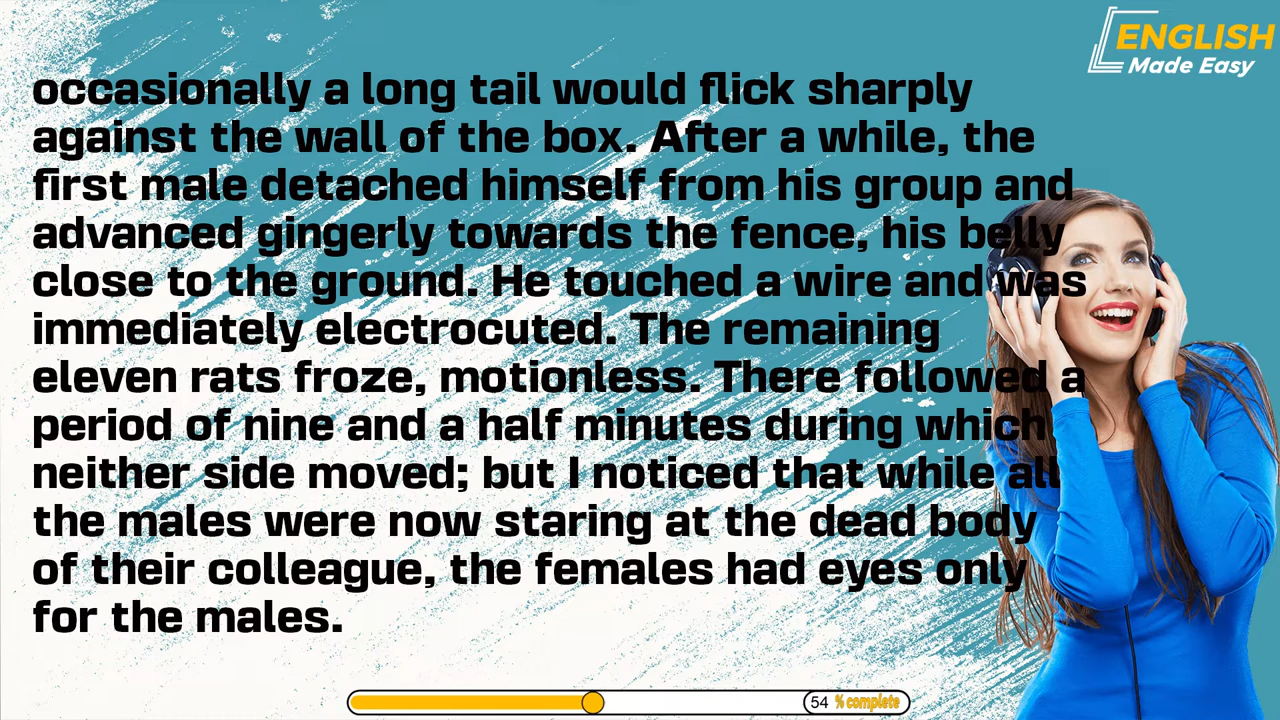 ENGLISH
Made Easy
occasionally a long tail would flick sharply
against the wall of the box. After a while, the
first male detached himself from his group and
advanced gingerly towards the fence, his belly
close to the ground. He touched a wire and was
immediately electrocuted. The remaining
eleven rats froze, motionless. There followed a
period of nine and a half minutes during which
neither side moved; but I noticed that while all
the males were now staring at the dead body
of their colleague, the females had eyes only
for the males.
54 % complete